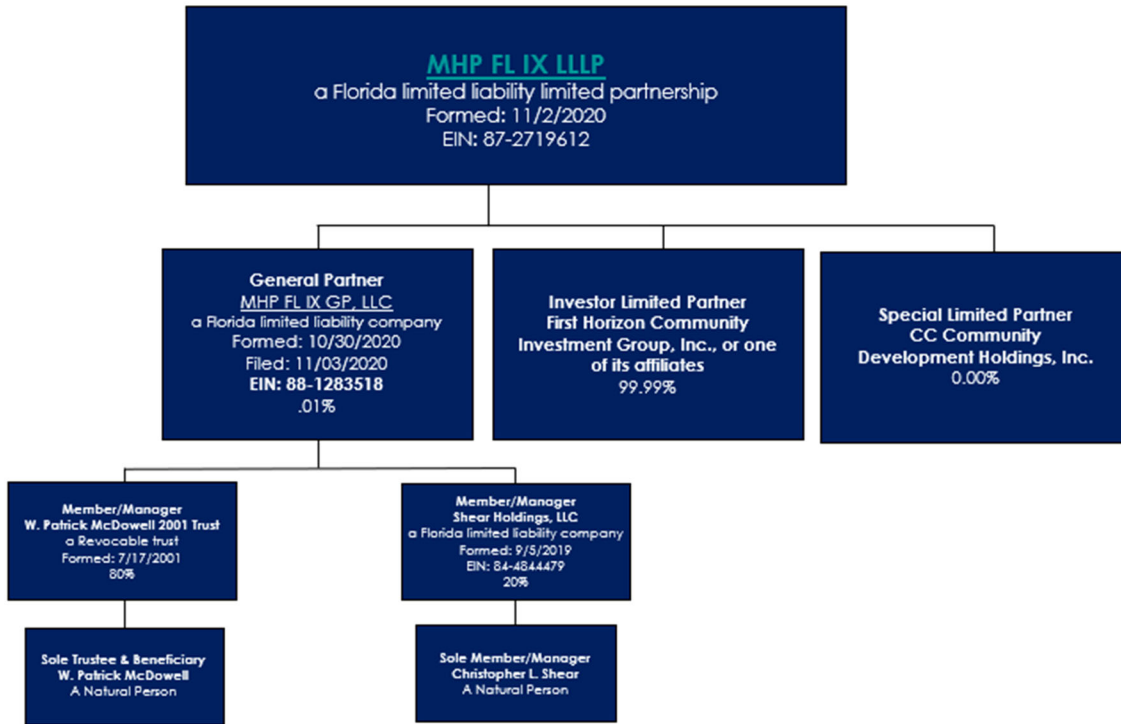 MHP FL IX LLLP
a Florida limited liability limited partnership
Formed: 11/2/2020
EIN: 87-2719612
General Partner
MHP FL IX GP, LLC
a Florida limited liability company
Formed: 10/30/2020
Filed: 11/03/2020
EIN: 88-1283518
.01%
Investor Limited Partner
First Horizon Community
Investment Group, Inc., or one
of its affiliates
99.99%
Special Limited Partner
CC Community
Development Holdings, Inc.
0.00%
Member/Manager
W. Patrick McDowell 2001 Trust
a Revocable trust
Formed: 7/17/2001
80%
Member/Manager
Shear Holdings, LLC
a Florida limited liability company
Formed: 9/5/2019
EIN: 84-4844479
20%
Sole Trustee & Beneficiary
W. Patrick McDowell
A Natural Person
Sole Member/Manager
Christopher L. Shear
A Natural Person